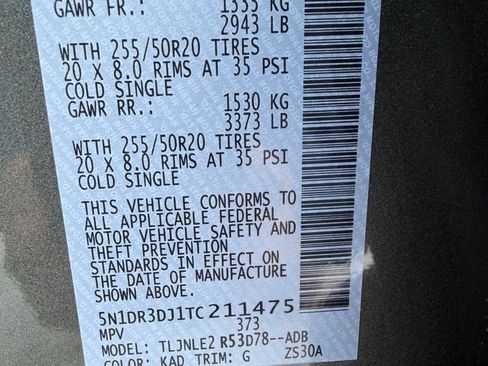 GAWR FR.: 1335 KG
2943 LB
WITH 255/50R20 TIRES
20 X 8.0 RIMS AT 35 PSI
COLD SINGLE
GAWR RR.: 1530 KG
3373 LB
WITH 255/50R20 TIRES
20 X 8.0 RIMS AT 35 PSI
COLD SINGLE
THIS VEHICLE CONFORMS TO
ALL APPLICABLE FEDERAL
MOTOR VEHICLE SAFETY AND
THEFT PREVENTION
STANDARDS IN EFFECT ON
THE DATE OF MANUFACTURE
SHOWN ABOVE.
5N1DR3DJ1TC211475
MPV 373
MODEL: TLJNLE2 R53D78--ADB
COLOR: KAD TRIM: G ZS30A